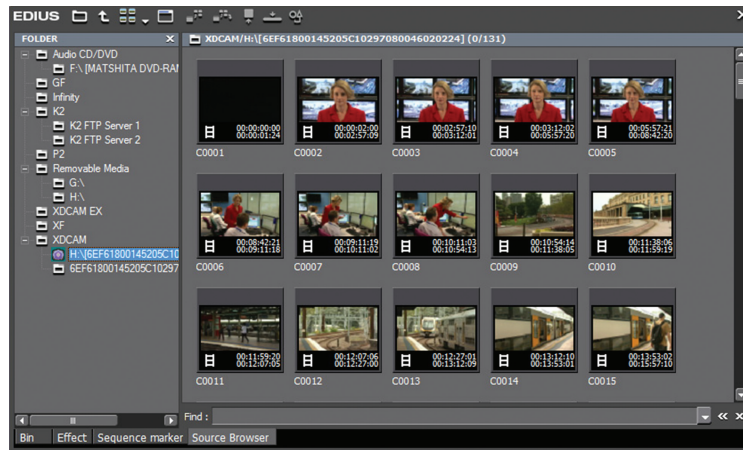 EDIUS
FOLDER
XDCAM/H:\[6EF61800145205C10297080046020224] (0/131)
Audio CD/DVD
F:\ [MATSHITA DVD-RAM
GF
Infinity
K2
K2 FTP Server 1
K2 FTP Server 2
P2
Removable Media
G:\
H:\
XDCAM EX
XF
XDCAM
H:\[6EF61800145205C10
6EF61800145205C10297
00:00:00:00
00:00:01:24
C0001
00:00:02:00
00:02:57:09
C0002
00:02:57:10
00:03:12:01
C0003
00:03:12:02
00:05:57:20
C0004
00:05:57:21
00:08:42:20
C0005
00:08:42:21
00:09:11:18
C0006
00:09:11:19
00:10:11:02
C0007
00:10:11:03
00:10:54:13
C0008
00:10:54:14
00:11:38:05
C0009
00:11:38:06
00:11:59:19
C0010
00:11:59:20
00:12:07:05
C0011
00:12:07:06
00:12:27:00
C0012
00:12:27:01
00:13:12:09
C0013
00:13:12:10
00:13:53:01
C0014
00:13:53:02
00:15:57:10
C0015
Find :
Bin Effect Sequence marker Source Browser